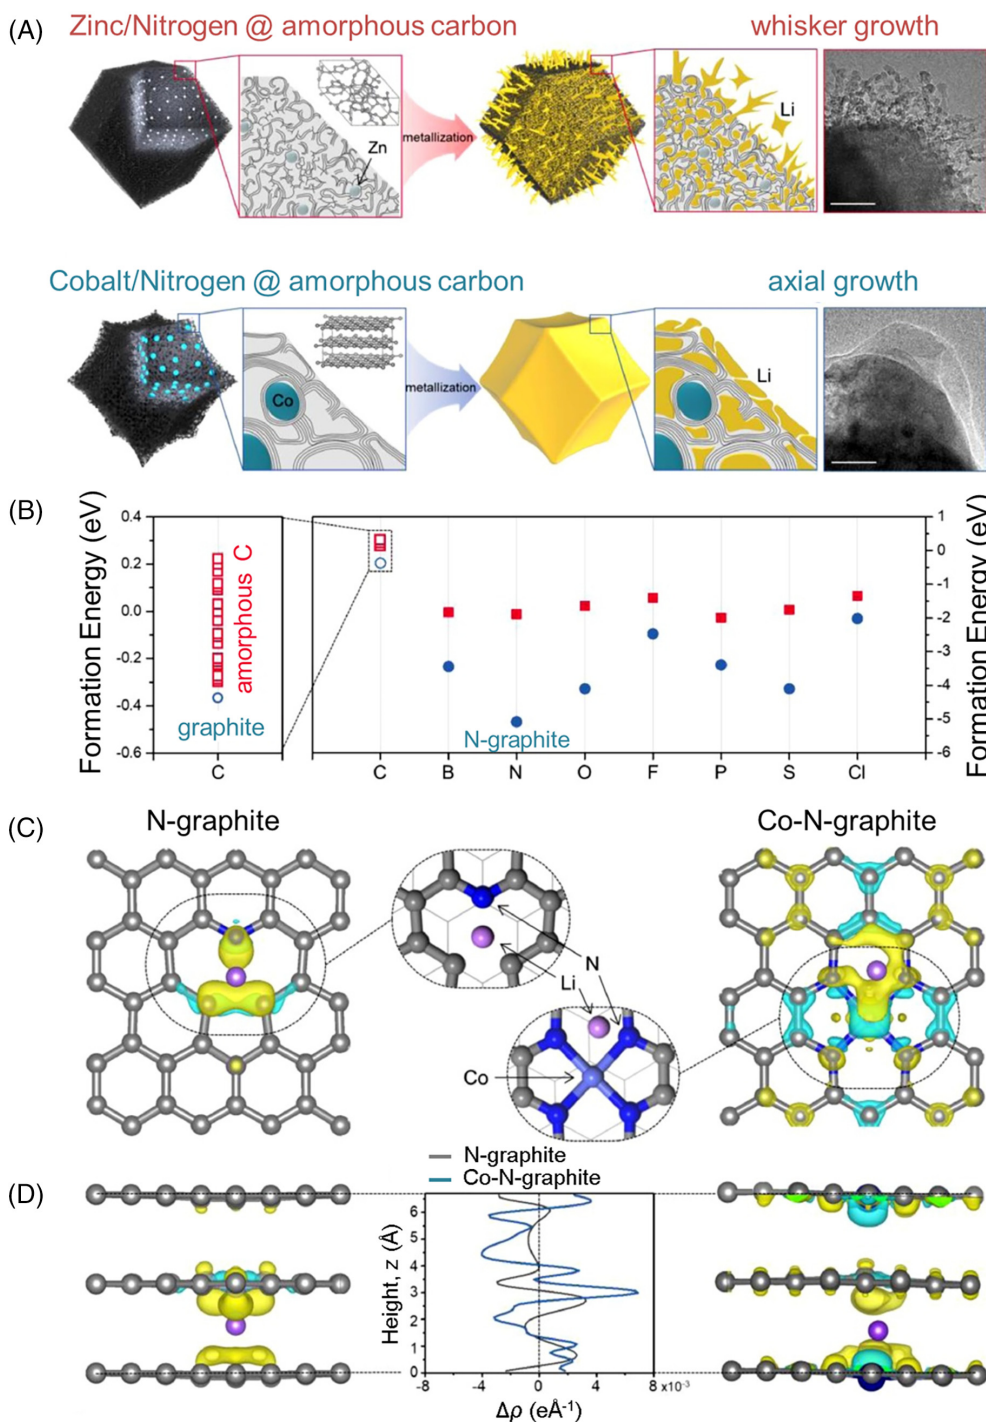 (A)
Zinc/Nitrogen @ amorphous carbon
whisker growth
Zn
metallization
Li
Cobalt/Nitrogen @ amorphous carbon
axial growth
Co
metallization
Li
(B)
Formation Energy (eV)
0.4
0.2
0.0
-0.2
-0.4
-0.6
amorphous C
graphite
C
N-graphite
C B N O F P S Cl
1
0
-1
-2
-3
-4
-5
-6
Formation Energy (eV)
(C)
N-graphite
Co-N-graphite
N
Li
Co
(D)
N-graphite
Co-N-graphite
Height, z (Å)
6
5
4
3
2
1
0
-8 -4 0 4 8 x10⁻³
Δρ (eÅ⁻¹)